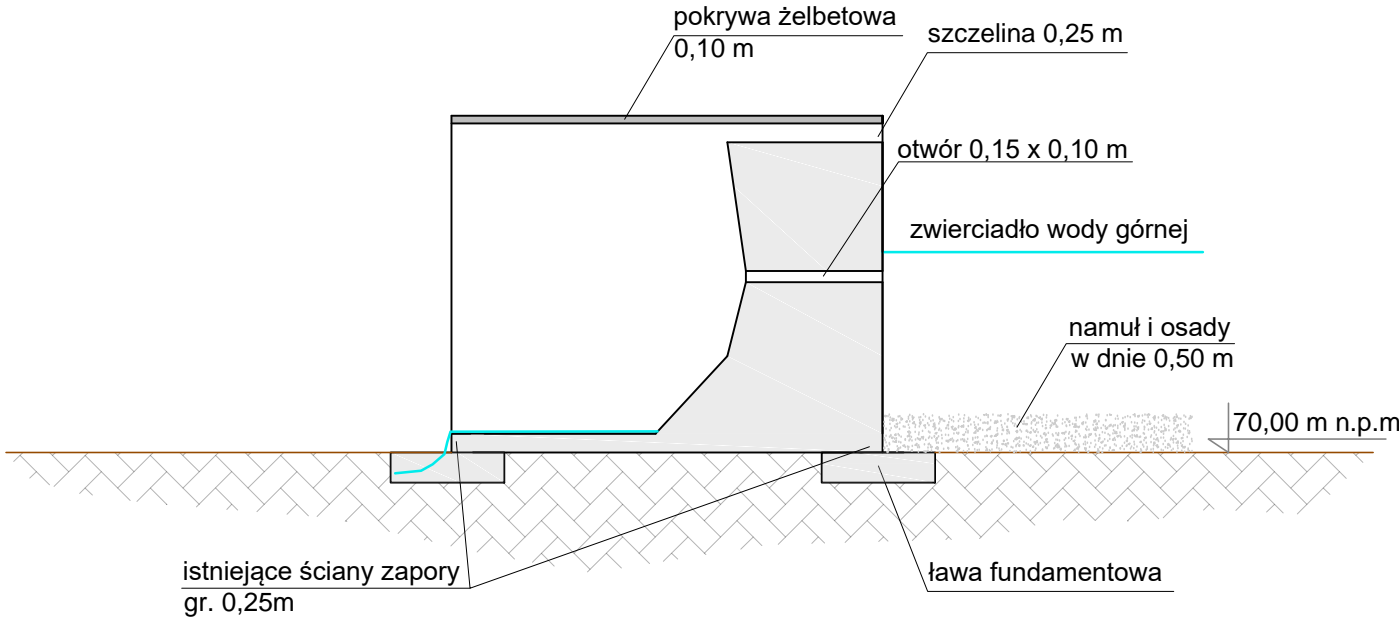 pokrywa żelbetowa
0,10 m
szczelina 0,25 m
otwór 0,15 x 0,10 m
zwierciadło wody górnej
namuł i osady
w dnie 0,50 m
70,00 m n.p.m
istniejące ściany zapory
gr. 0,25m
ława fundamentowa